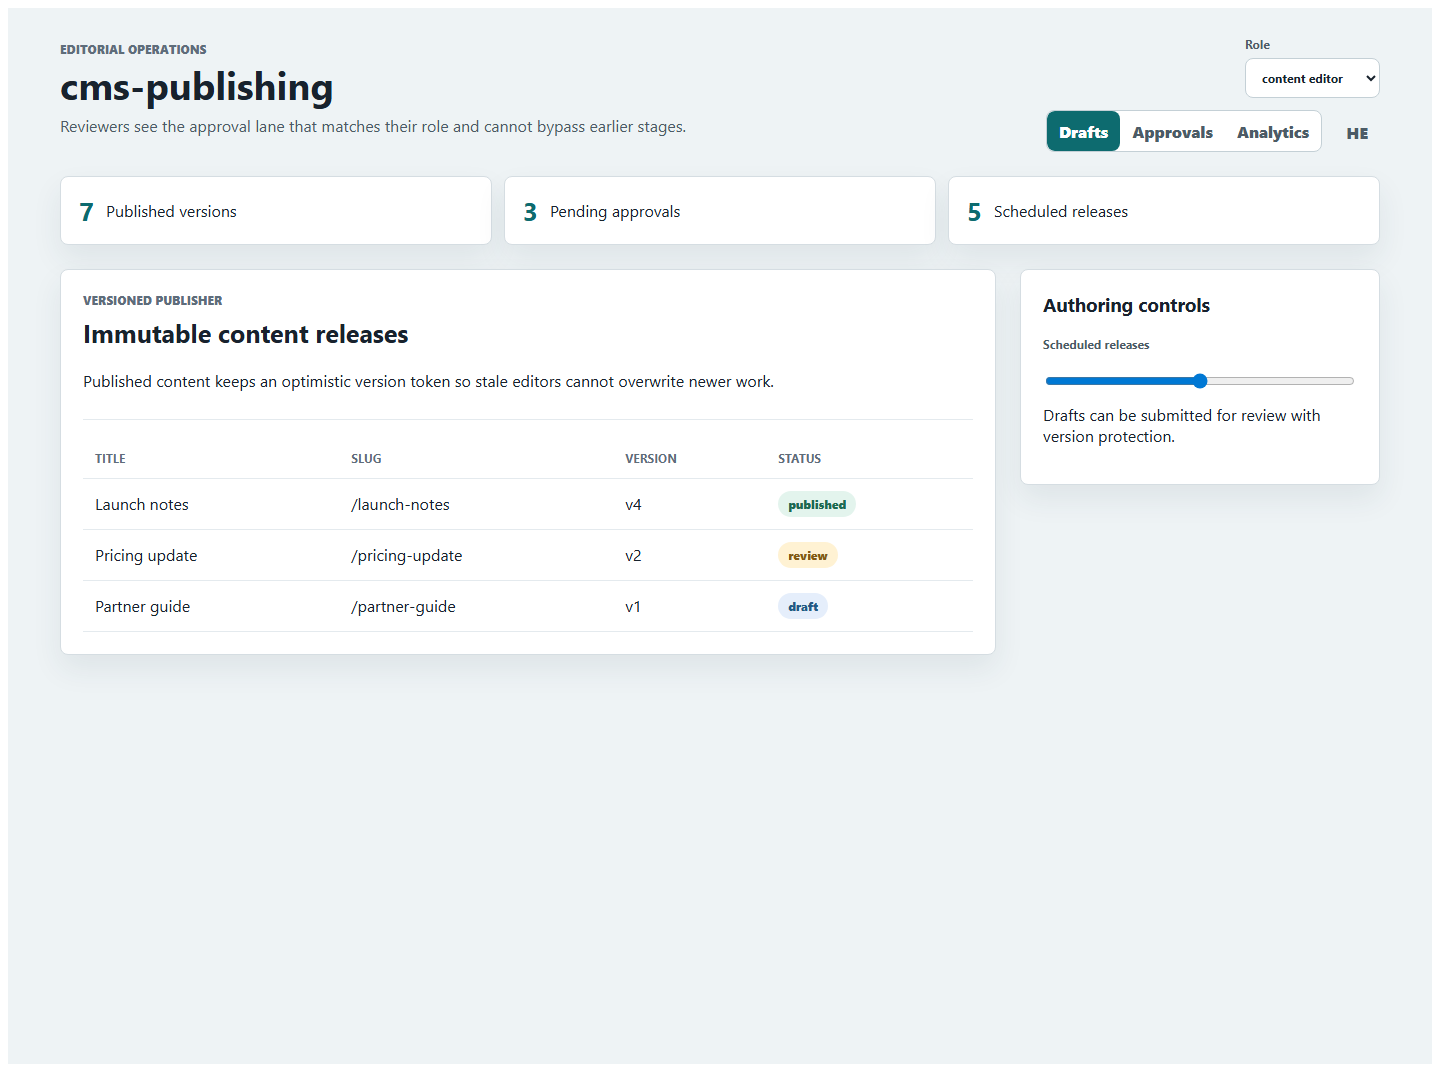 EDITORIAL OPERATIONS
cms-publishing
Reviewers see the approval lane that matches their role and cannot bypass earlier stages.
Role
content editor
Drafts Approvals Analytics HE
7 Published versions
3 Pending approvals
5 Scheduled releases
VERSIONED PUBLISHER
Immutable content releases
Published content keeps an optimistic version token so stale editors cannot overwrite newer work.
TITLE SLUG VERSION STATUS
Launch notes /launch-notes v4 published
Pricing update /pricing-update v2 review
Partner guide /partner-guide v1 draft
Authoring controls
Scheduled releases
Drafts can be submitted for review with
version protection.